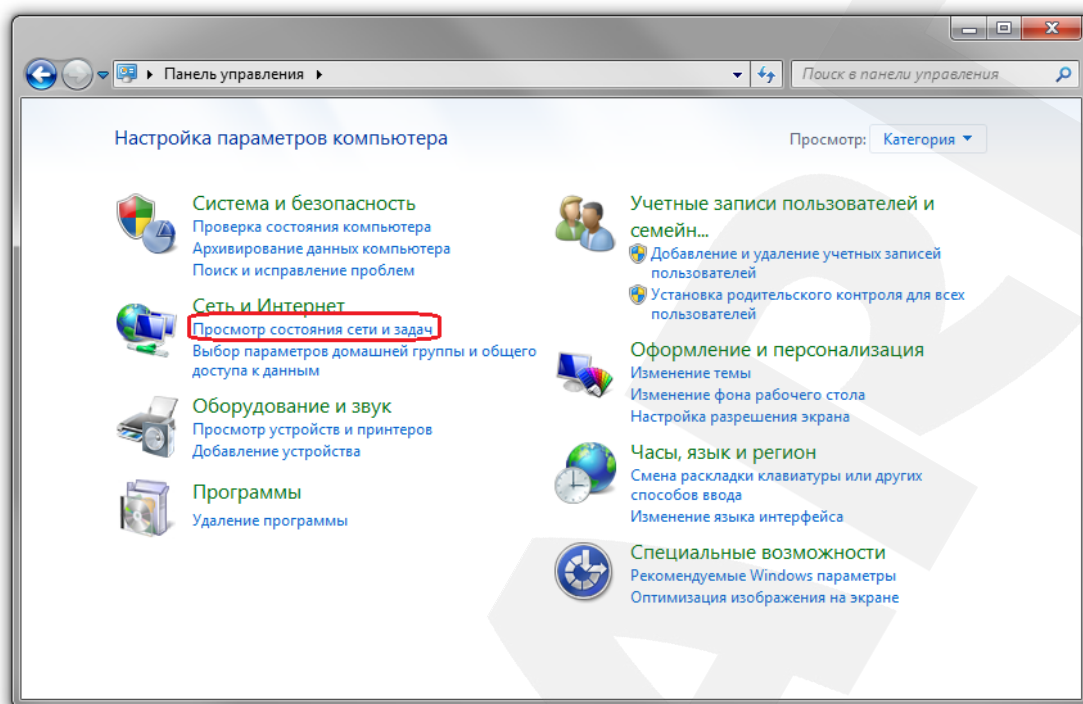 Панель управления
Поиск в панели управления
Настройка параметров компьютера
Просмотр: Категория
Система и безопасность
Проверка состояния компьютера
Архивирование данных компьютера
Поиск и исправление проблем
Сеть и Интернет
Просмотр состояния сети и задач
Выбор параметров домашней группы и общего
доступа к данным
Оборудование и звук
Просмотр устройств и принтеров
Добавление устройства
Программы
Удаление программы
Учетные записи пользователей и
семейн...
Добавление и удаление учетных записей
пользователей
Установка родительского контроля для всех
пользователей
Оформление и персонализация
Изменение темы
Изменение фона рабочего стола
Настройка разрешения экрана
Часы, язык и регион
Смена раскладки клавиатуры или других
способов ввода
Изменение языка интерфейса
Специальные возможности
Рекомендуемые Windows параметры
Оптимизация изображения на экране